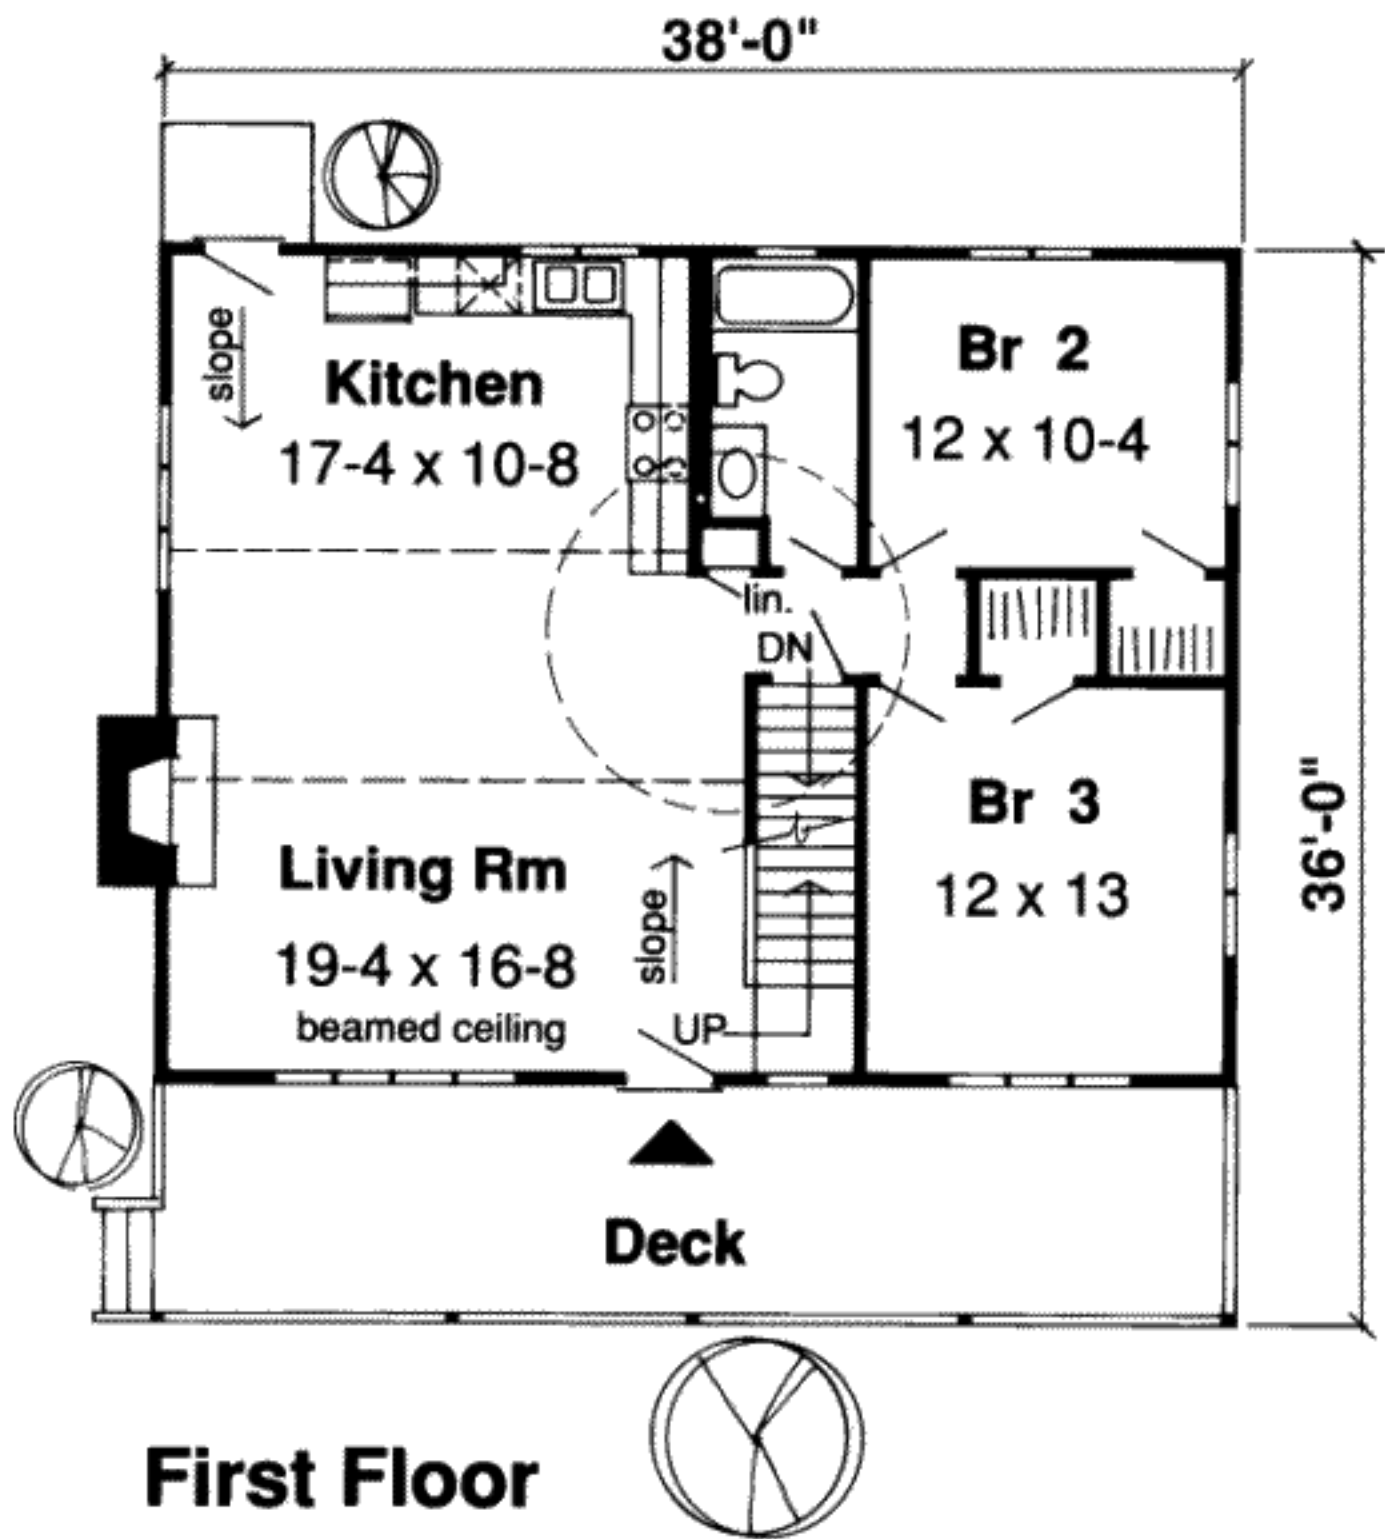 38'-0"
slope
Kitchen
17-4 x 10-8
Br 2
12 x 10-4
lin.
DN
Br 3
12 x 13
36'-0"
Living Rm
19-4 x 16-8
beamed ceiling
slope
UP
Deck
First Floor